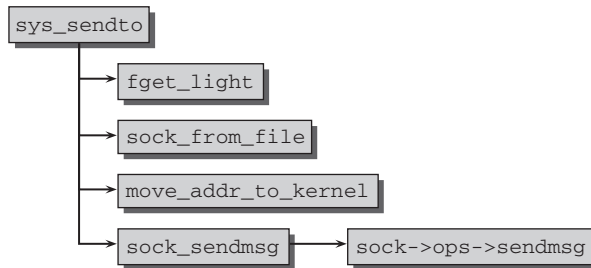 sys_sendto
fget_light
sock_from_file
move_addr_to_kernel
sock_sendmsg
sock->ops->sendmsg